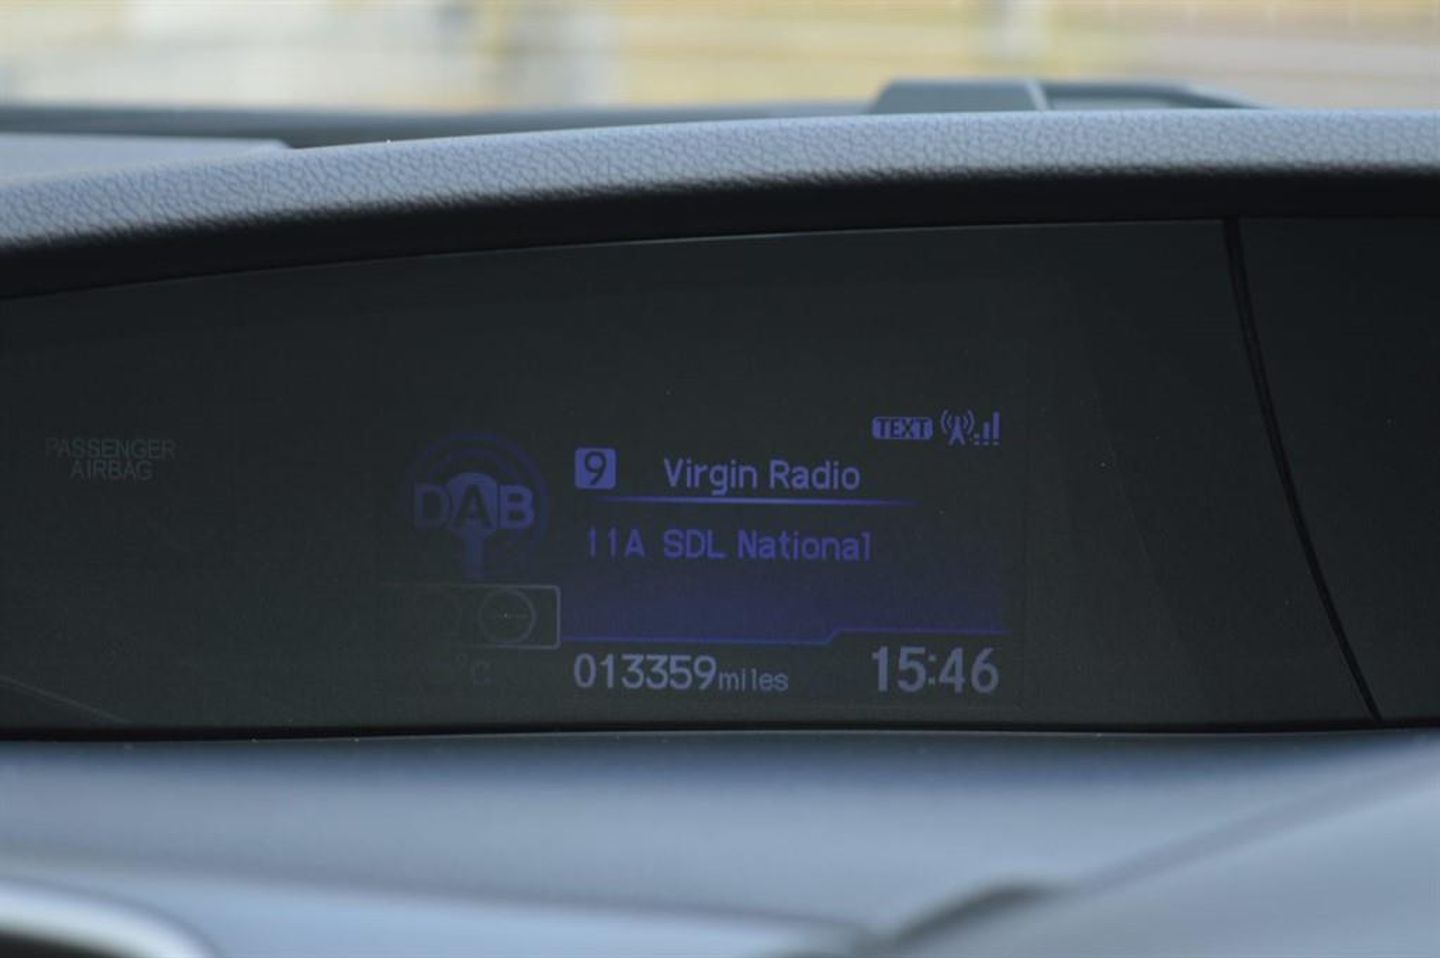 PASSENGER
AIRBAG
TEXT
DAB
9 Virgin Radio
11A SDL National
°C
013359miles
15:46